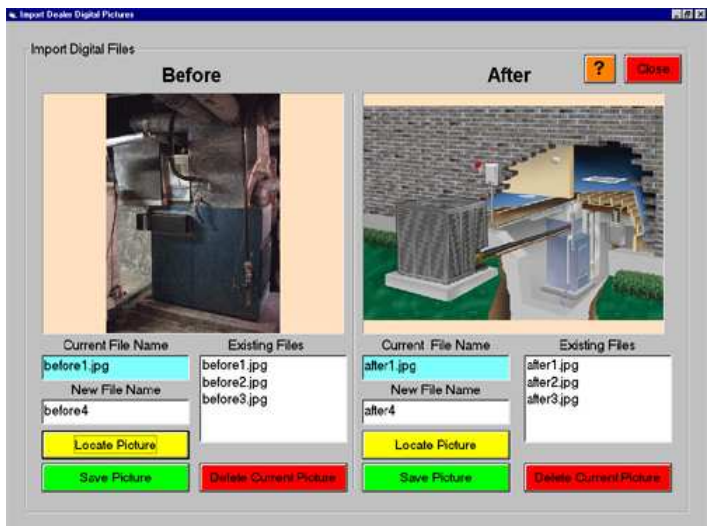 Import Dealer Digital Pictures
Import Digital Files
Before
After
?
Close
Current File Name
Existing Files
before1.jpg
before1.jpg
before2.jpg
before3.jpg
New File Name
before4
Locate Picture
Save Picture
Delete Current Picture
Current File Name
Existing Files
after1.jpg
after1.jpg
after2.jpg
after3.jpg
New File Name
after4
Locate Picture
Save Picture
Delete Current Picture